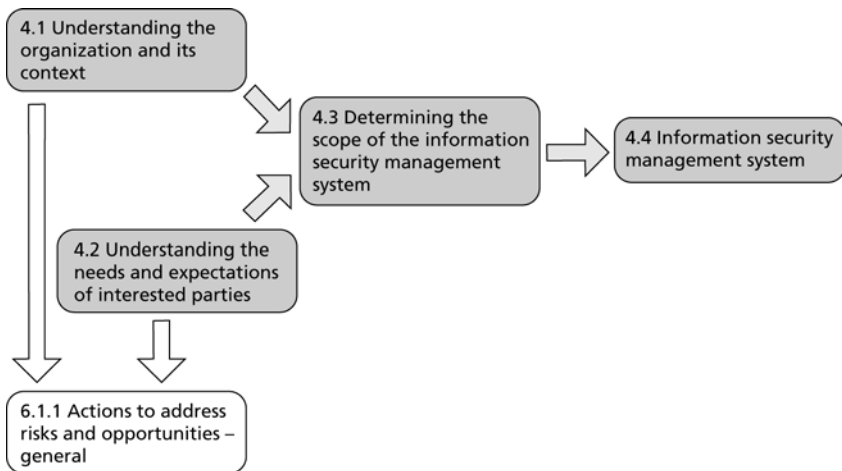 4.1 Understanding the
organization and its
context
4.3 Determining the
scope of the information
security management
system
4.4 Information security
management system
4.2 Understanding the
needs and expectations
of interested parties
6.1.1 Actions to address
risks and opportunities –
general